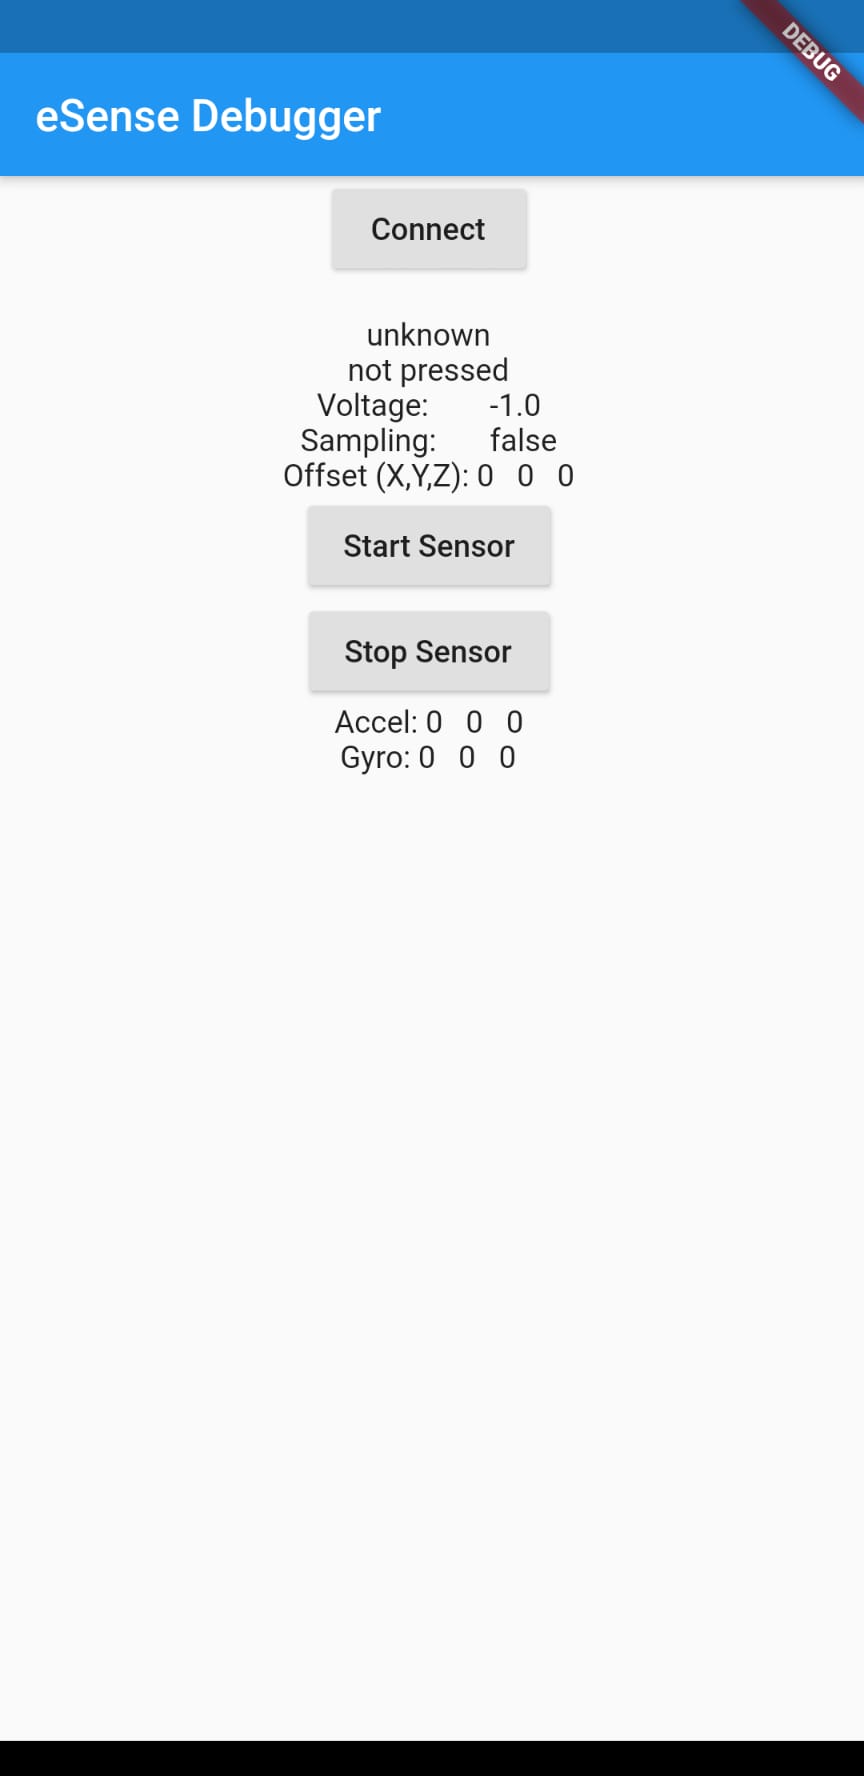 DEBUG
eSense Debugger
Connect
unknown
not pressed
Voltage: -1.0
Sampling: false
Offset (X,Y,Z): 0 0 0
Start Sensor
Stop Sensor
Accel: 0 0 0
Gyro: 0 0 0